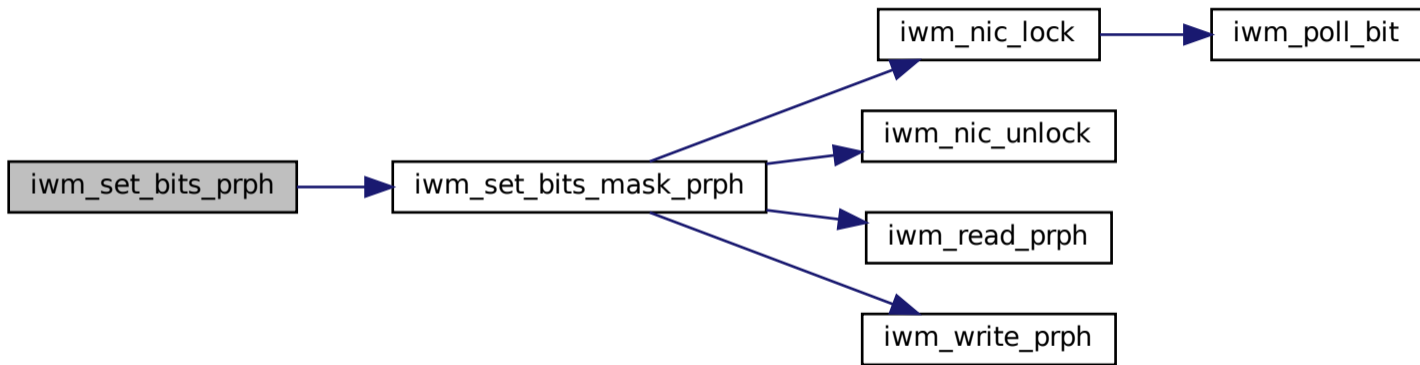 iwm_set_bits_prph
iwm_set_bits_mask_prph
iwm_nic_lock
iwm_poll_bit
iwm_nic_unlock
iwm_read_prph
iwm_write_prph